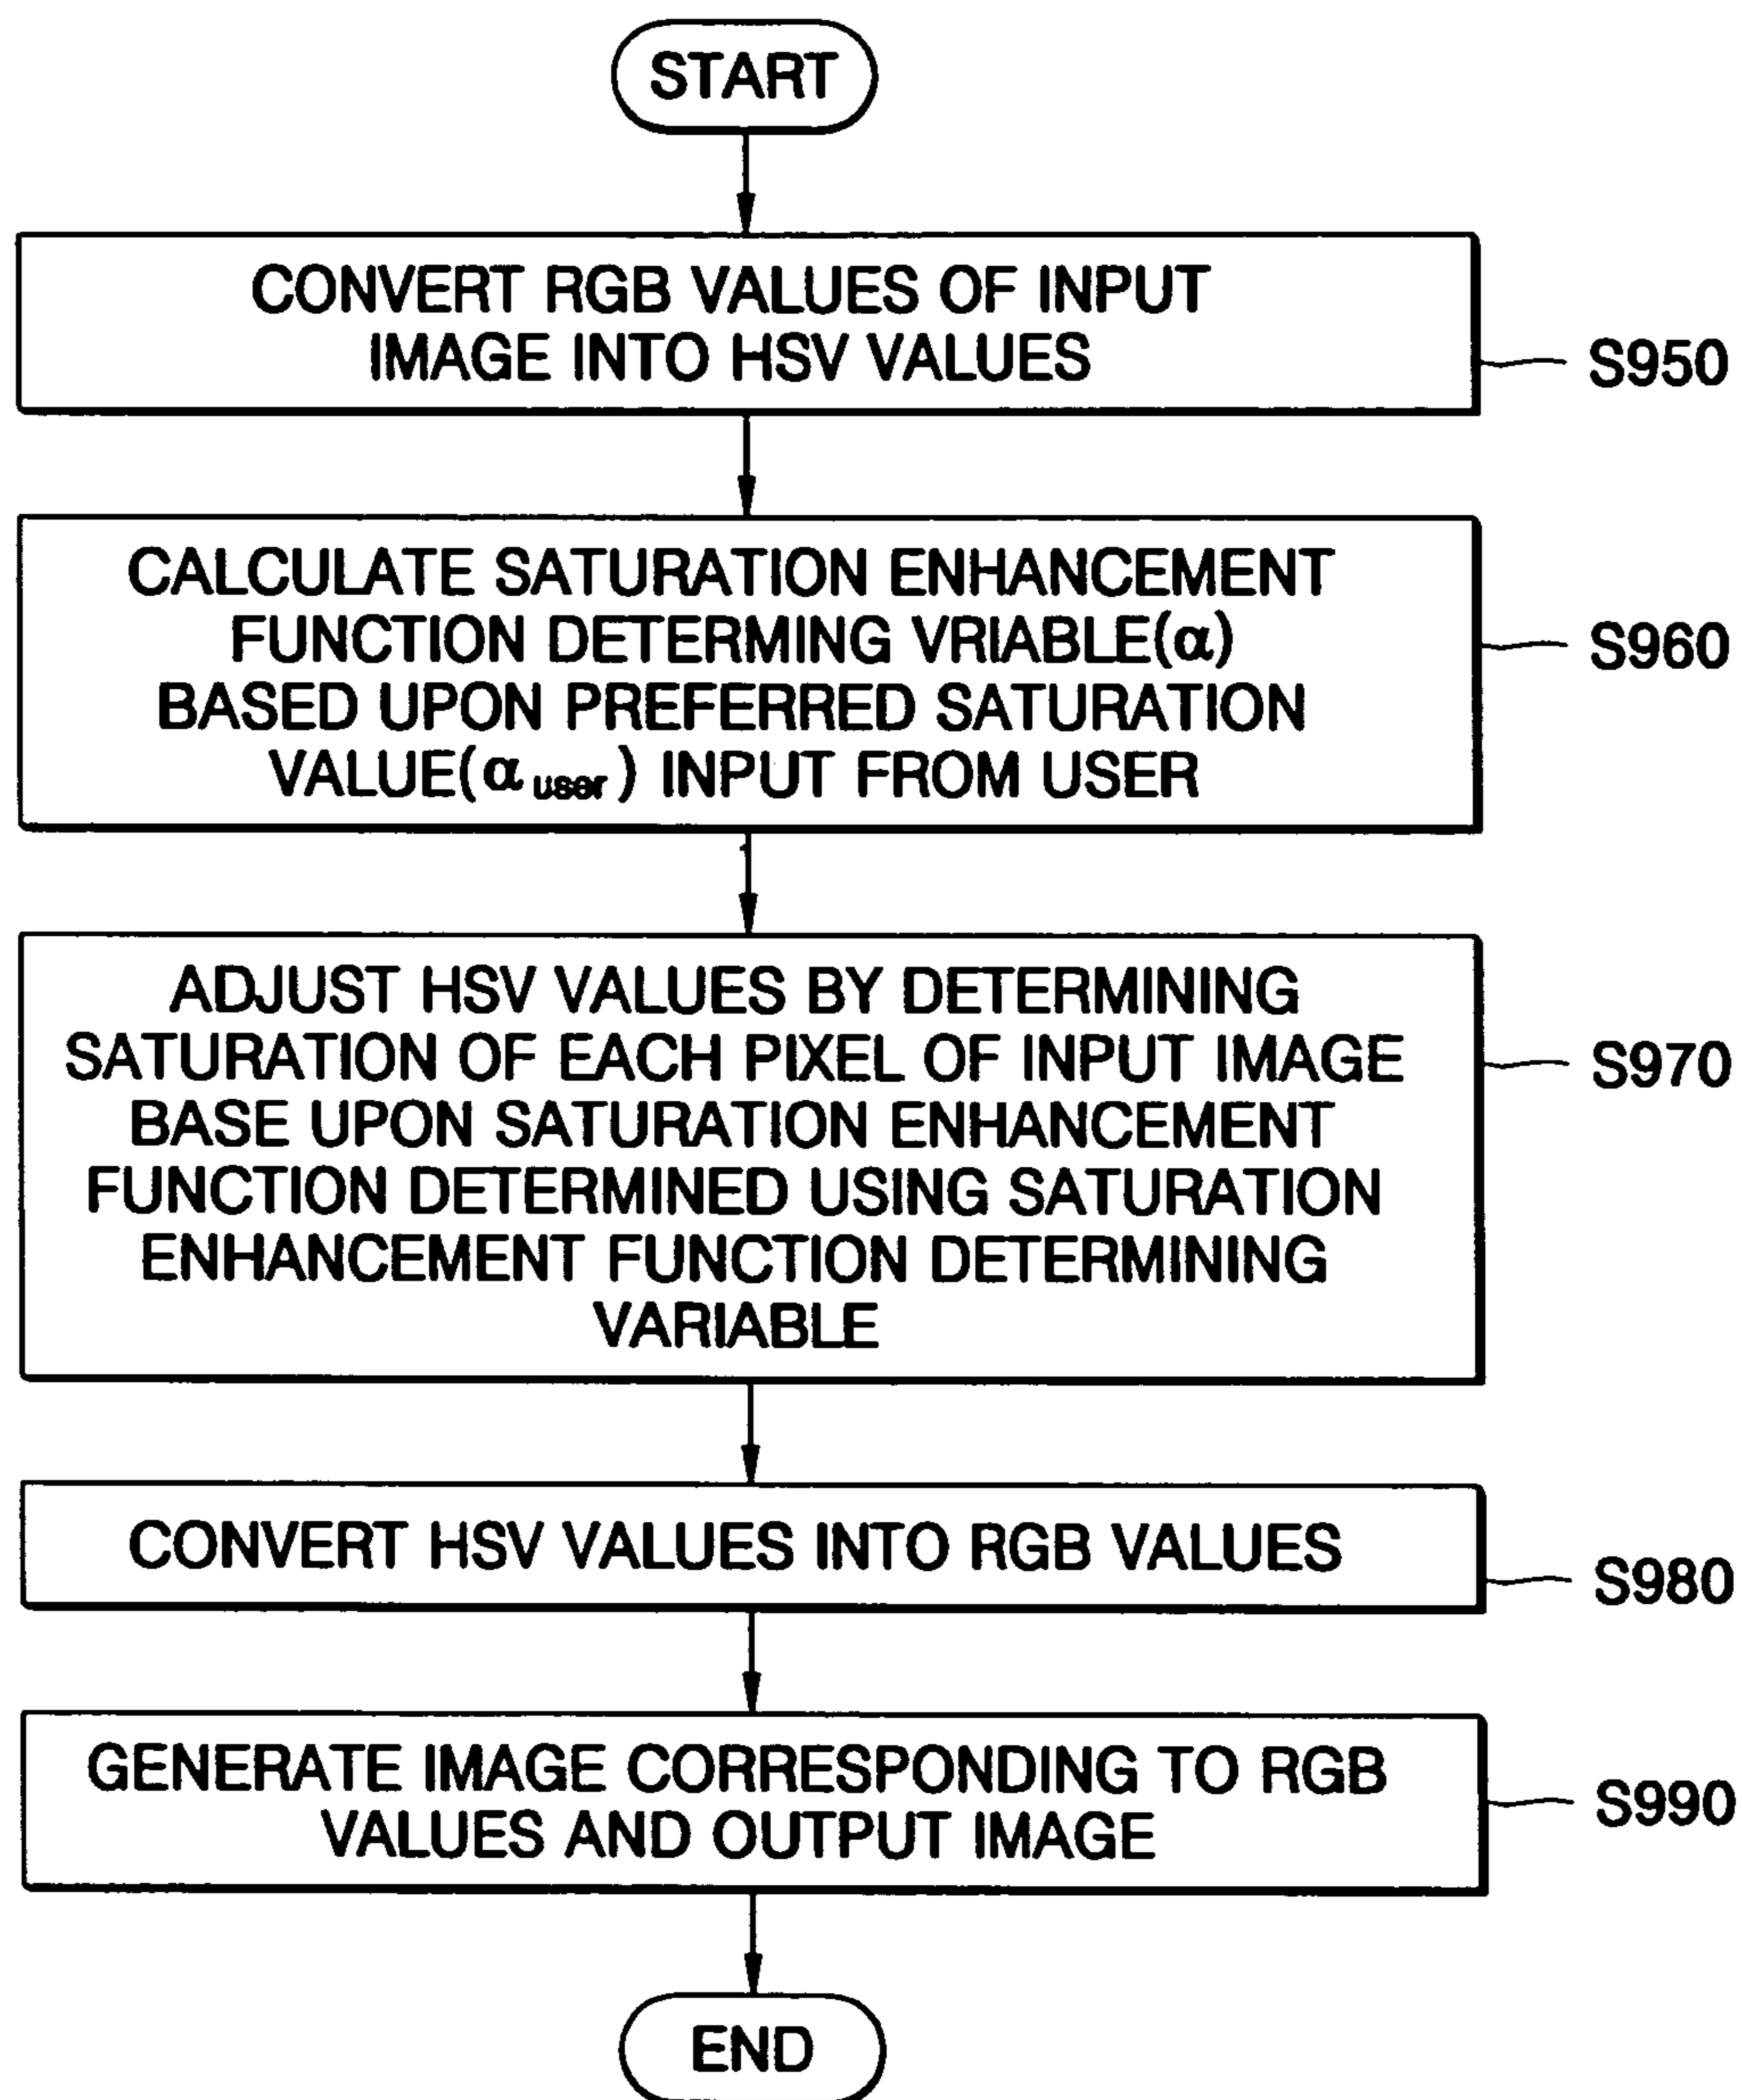 START
CONVERT RGB VALUES OF INPUT
IMAGE INTO HSV VALUES
S950
CALCULATE SATURATION ENHANCEMENT
FUNCTION DETERMING VRIABLE(α)
BASED UPON PREFERRED SATURATION
VALUE(α user) INPUT FROM USER
S960
ADJUST HSV VALUES BY DETERMINING
SATURATION OF EACH PIXEL OF INPUT IMAGE
BASE UPON SATURATION ENHANCEMENT
FUNCTION DETERMINED USING SATURATION
ENHANCEMENT FUNCTION DETERMINING
VARIABLE
S970
CONVERT HSV VALUES INTO RGB VALUES
S980
GENERATE IMAGE CORRESPONDING TO RGB
VALUES AND OUTPUT IMAGE
S990
END